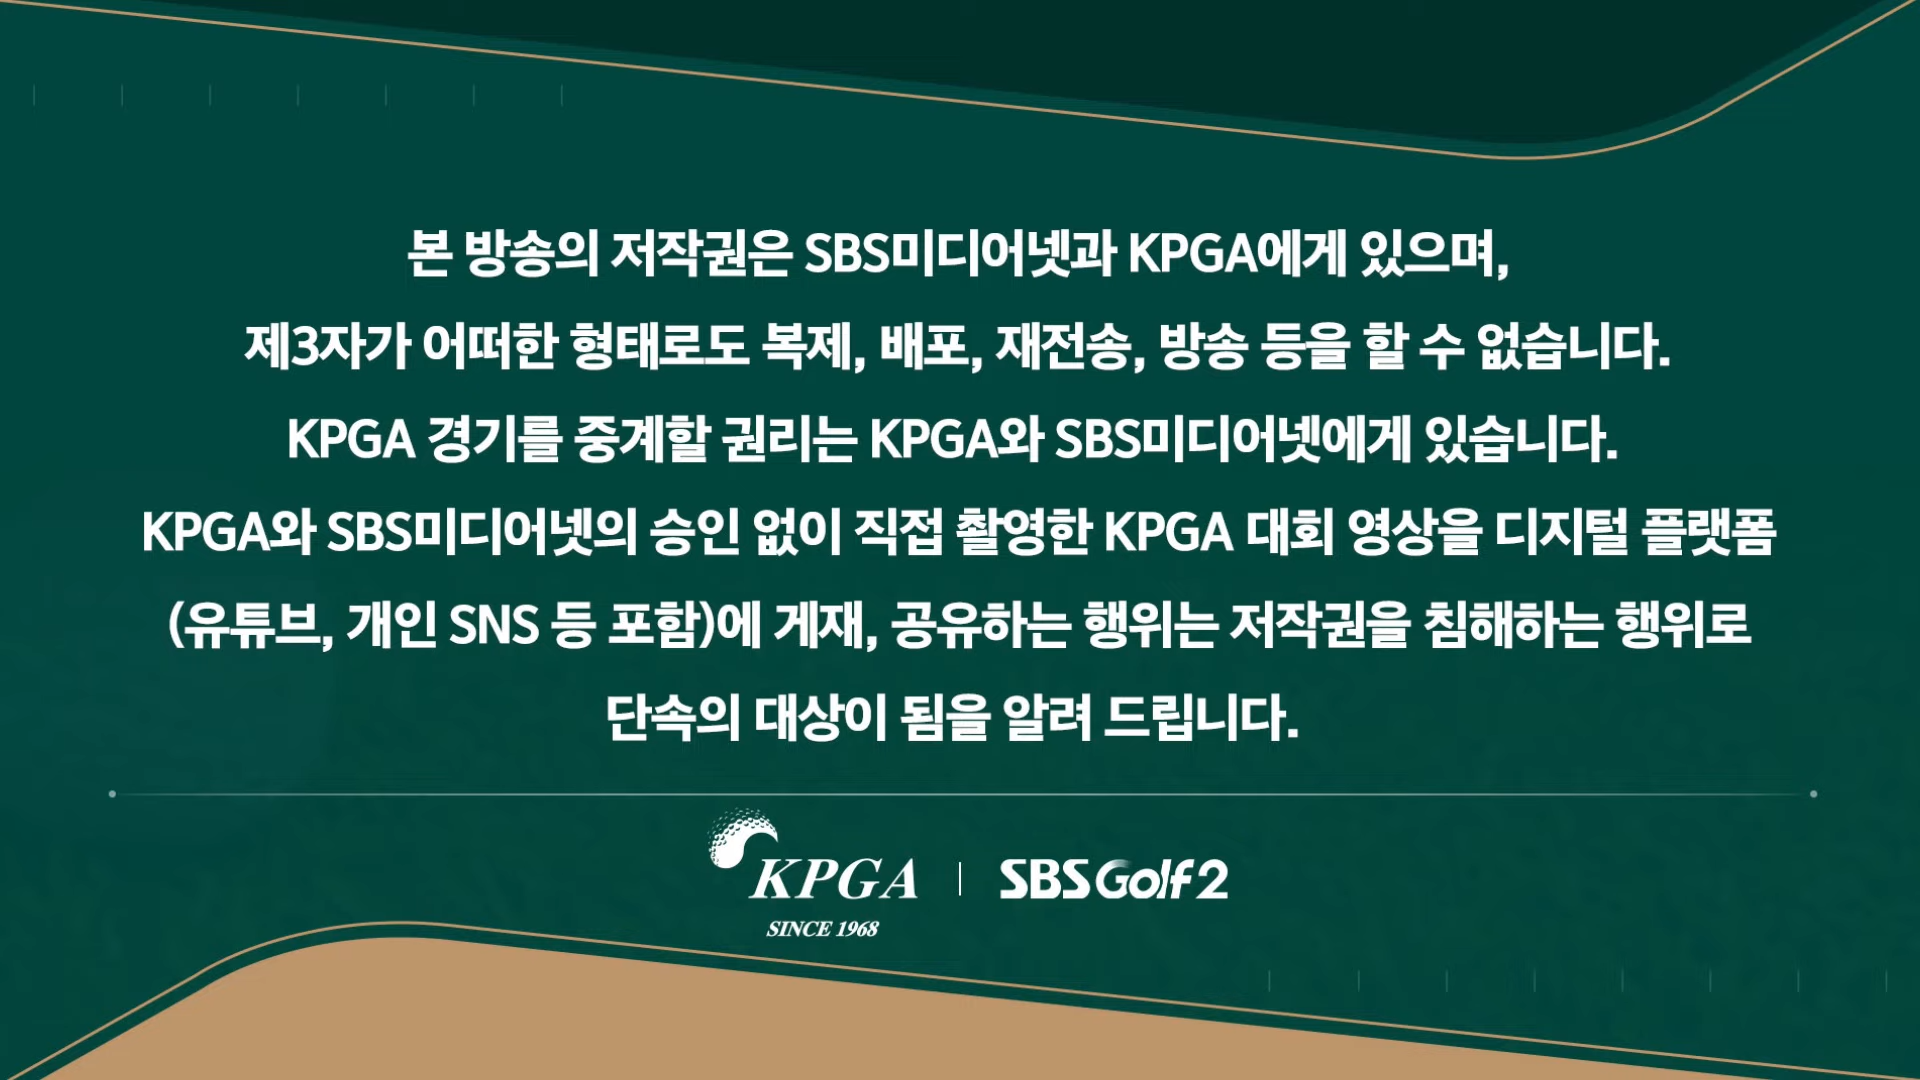 본 방송의 저작권은 SBS미디어넷과 KPGA에게 있으며,
제3자가 어떠한 형태로도 복제, 배포, 재전송, 방송 등을 할 수 없습니다.
KPGA 경기를 중계할 권리는 KPGA와 SBS미디어넷에게 있습니다.
KPGA와 SBS미디어넷의 승인 없이 직접 촬영한 KPGA 대회 영상을 디지털 플랫폼
(유튜브, 개인 SNS 등 포함)에 게재, 공유하는 행위는 저작권을 침해하는 행위로
단속의 대상이 됨을 알려 드립니다.
KPGA
SINCE 1968
SBS Golf 2